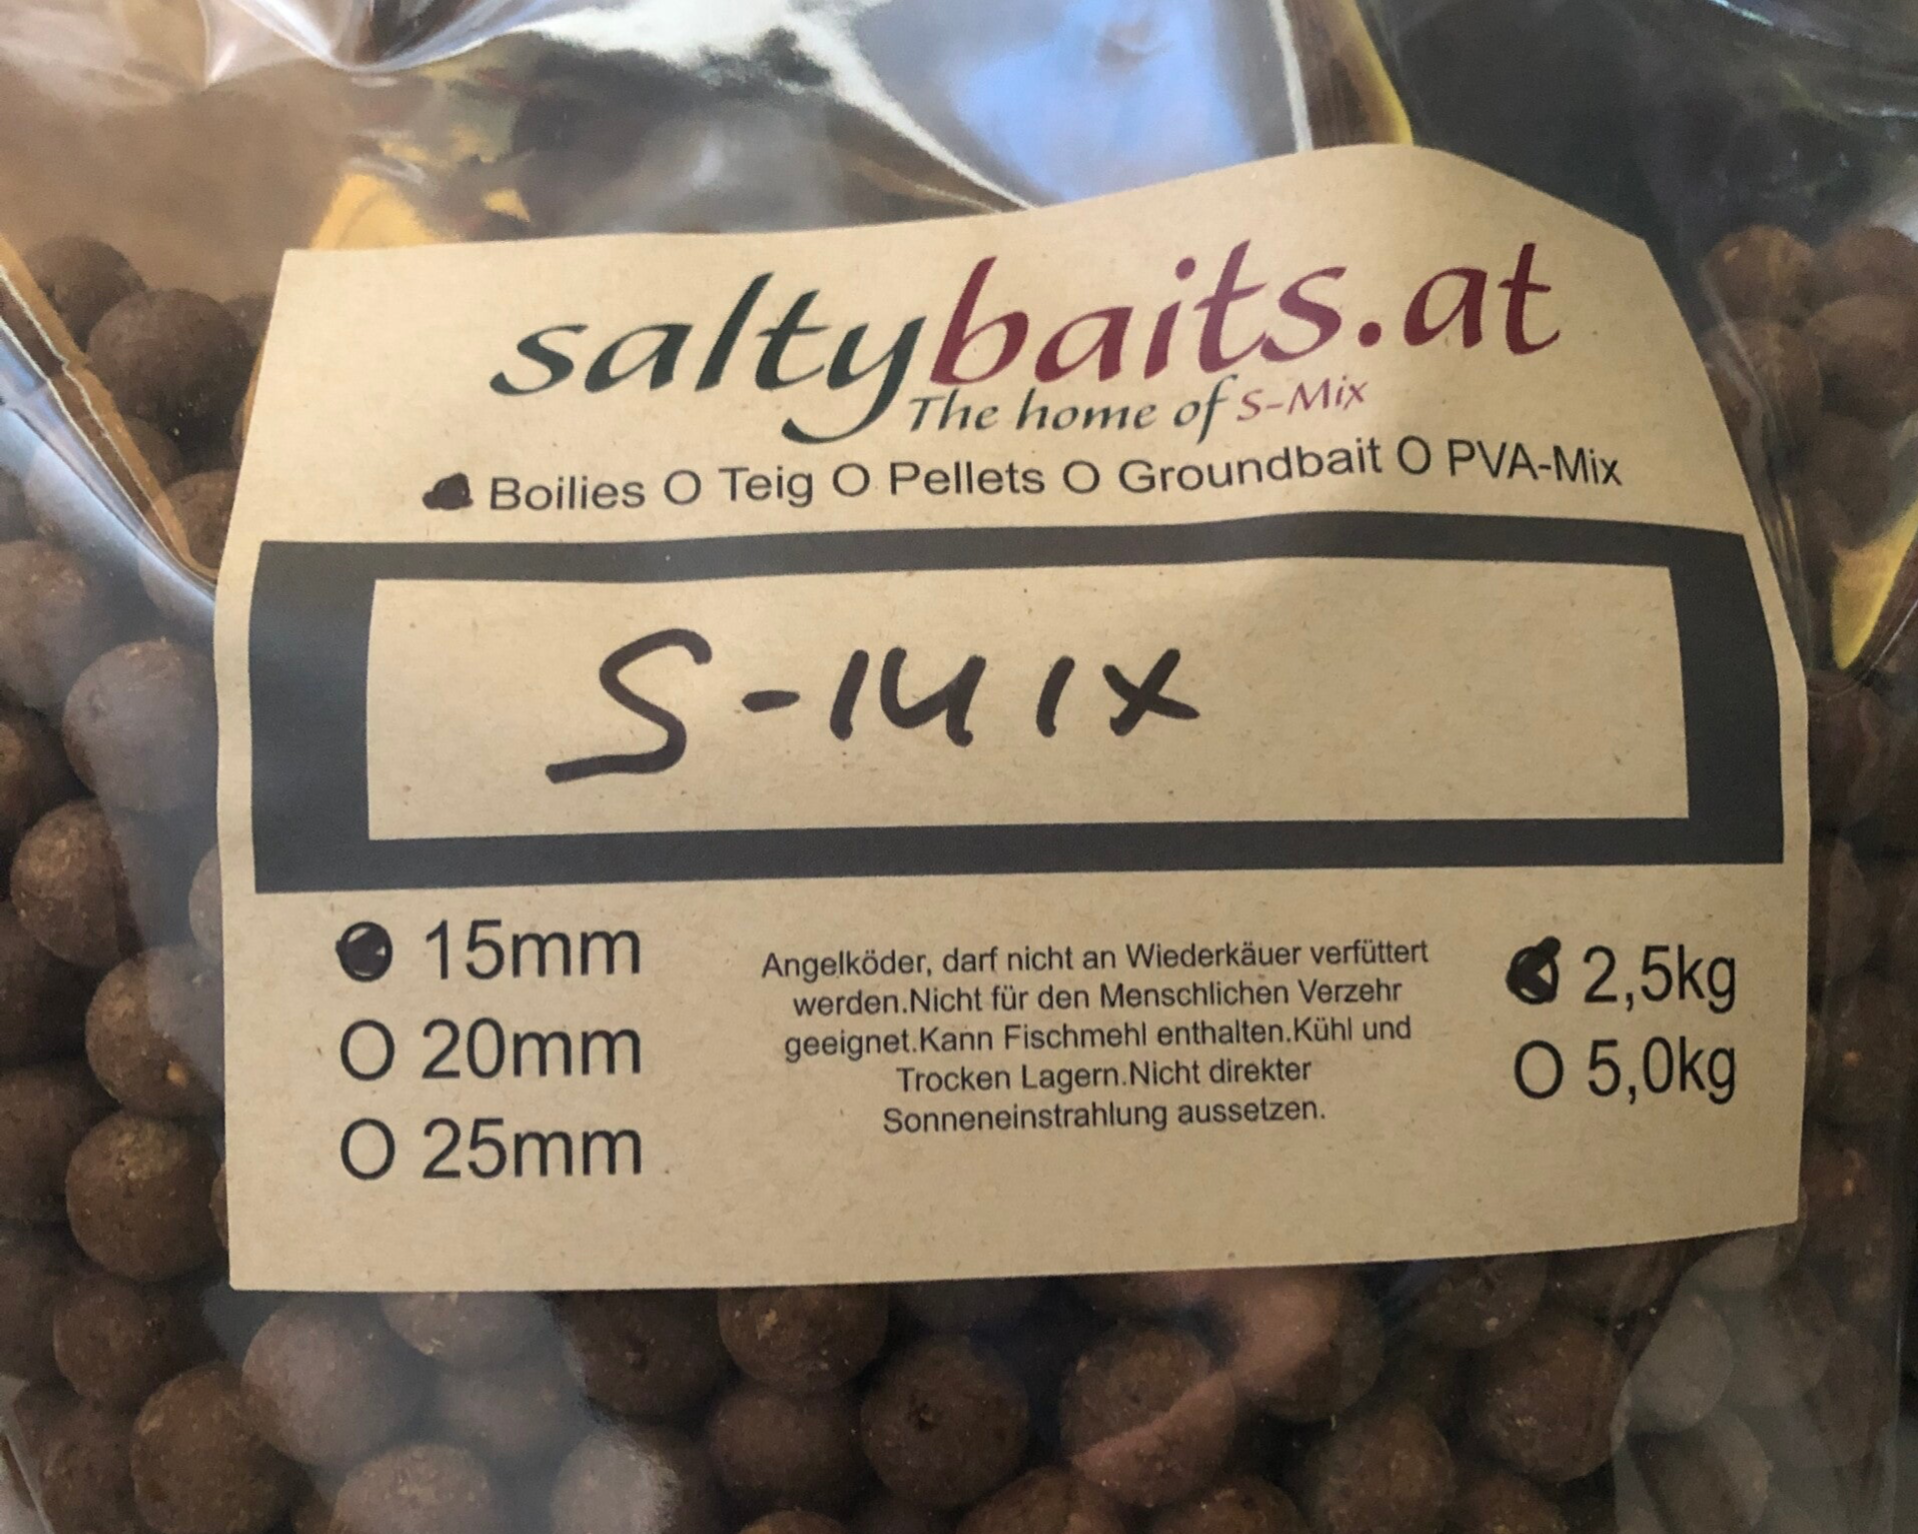 saltybaits.at
The home of S-Mix
Boilies O Teig O Pellets O Groundbait O PVA-Mix
S-MIX
15mm
O 20mm
O 25mm
Angelköder, darf nicht an Wiederkäuer verfüttert
werden.Nicht für den Menschlichen Verzehr
geeignet.Kann Fischmehl enthalten.Kühl und
Trocken Lagern.Nicht direkter
Sonneneinstrahlung aussetzen.
2,5kg
O 5,0kg